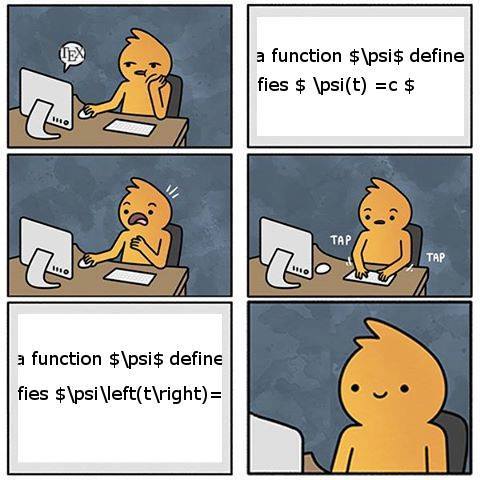 TEX
a function $\psi$ define
fies $ \psi(t) =c $
TAP
TAP
a function $\psi$ define
fies $\psi\left(t\right)=